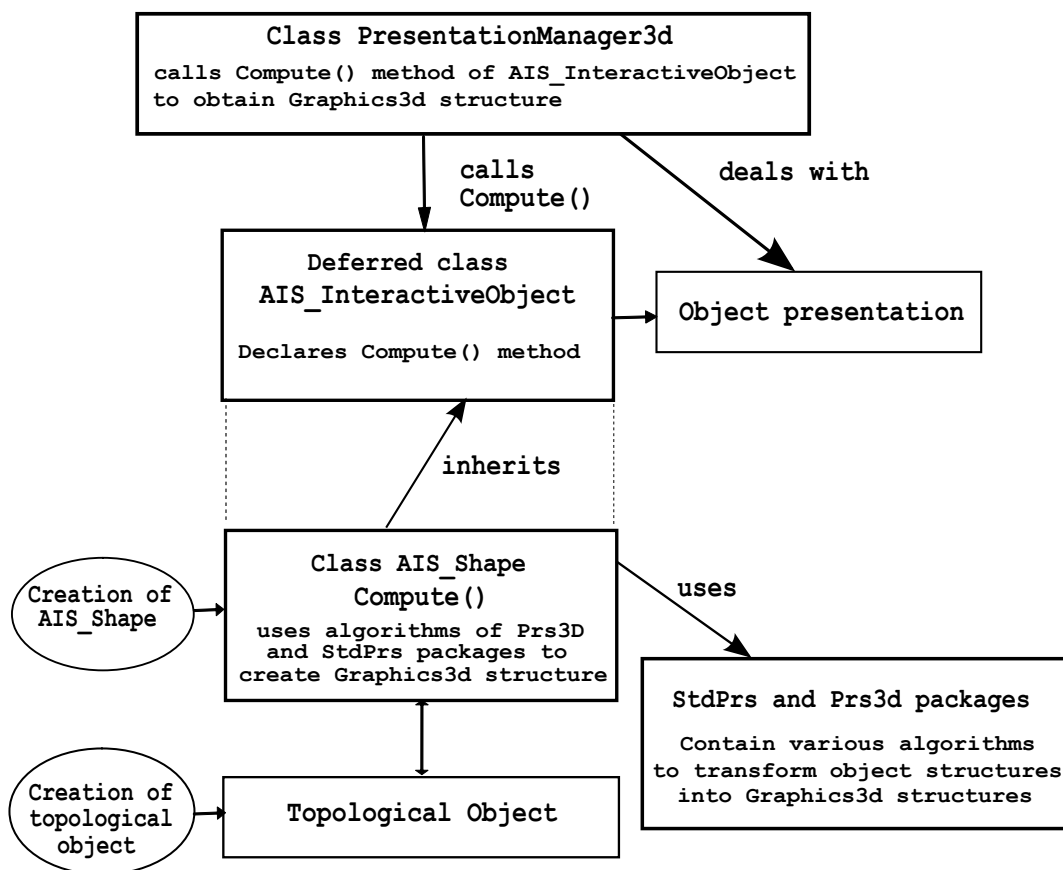 Class PresentationManager3d
calls Compute() method of AIS_InteractiveObject
to obtain Graphics3d structure
calls
Compute()
deals with
Deferred class
AIS_InteractiveObject
Declares Compute() method
Object presentation
inherits
Creation of
AIS_Shape
Class AIS_Shape
Compute()
uses algorithms of Prs3D
and StdPrs packages to
create Graphics3d structure
uses
StdPrs and Prs3d packages
Contain various algorithms
to transform object structures
into Graphics3d structures
Creation of
topological
object
Topological Object